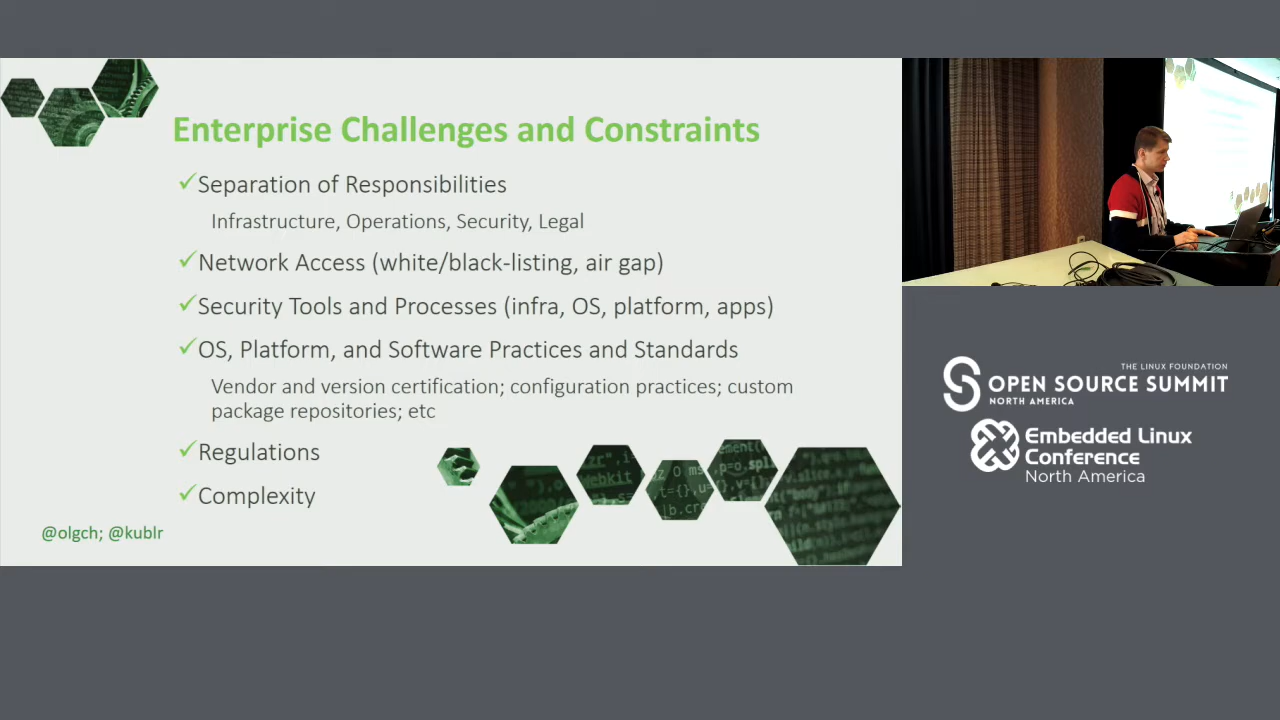 Enterprise Challenges and Constraints
✓Separation of Responsibilities
Infrastructure, Operations, Security, Legal
✓Network Access (white/black-listing, air gap)
✓Security Tools and Processes (infra, OS, platform, apps)
✓OS, Platform, and Software Practices and Standards
Vendor and version certification; configuration practices; custom
package repositories; etc
✓Regulations
✓Complexity
@olgch; @kublr
THE LINUX FOUNDATION
OPEN SOURCE SUMMIT
NORTH AMERICA
Embedded Linux
Conference
North America